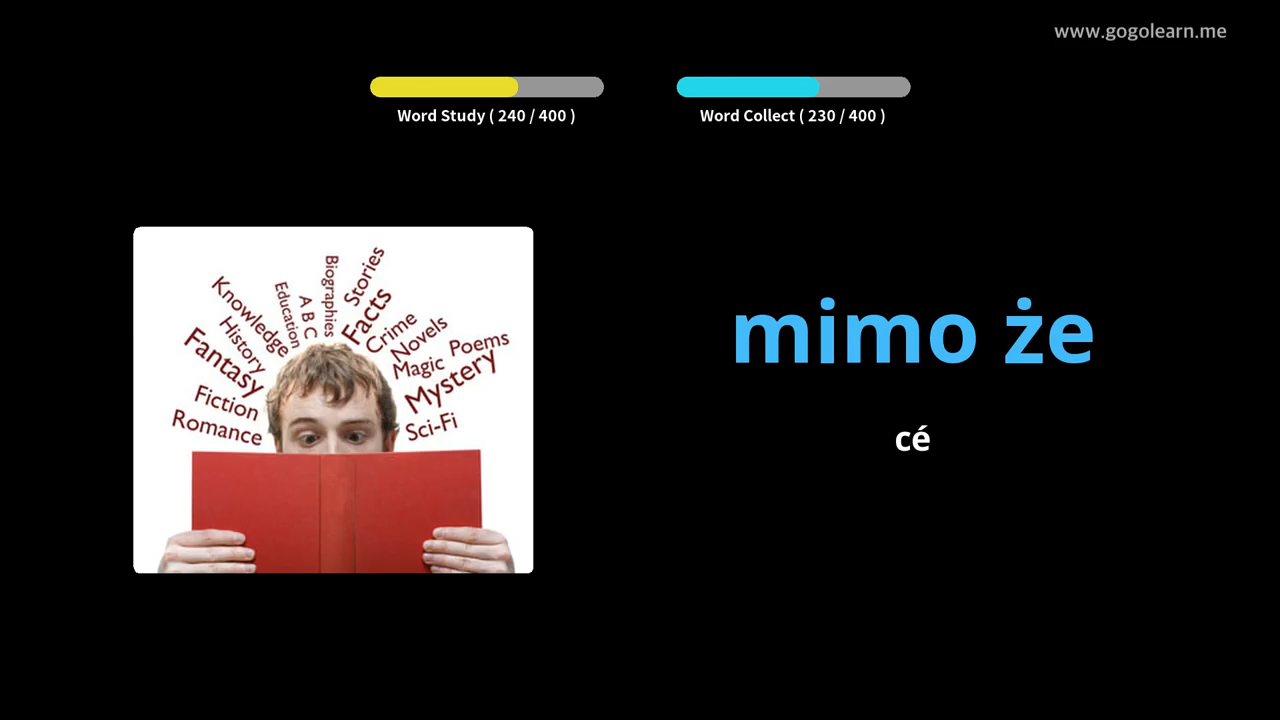 www.gogolearn.me
Word Study ( 240 / 400 )
Word Collect ( 230 / 400 )
Romance
Fiction
Fantasy
History
Knowledge
Education
A B C
Biographies
Stories
Facts
Crime
Novels
Magic
Poems
Mystery
Sci-Fi
mimo że
cé